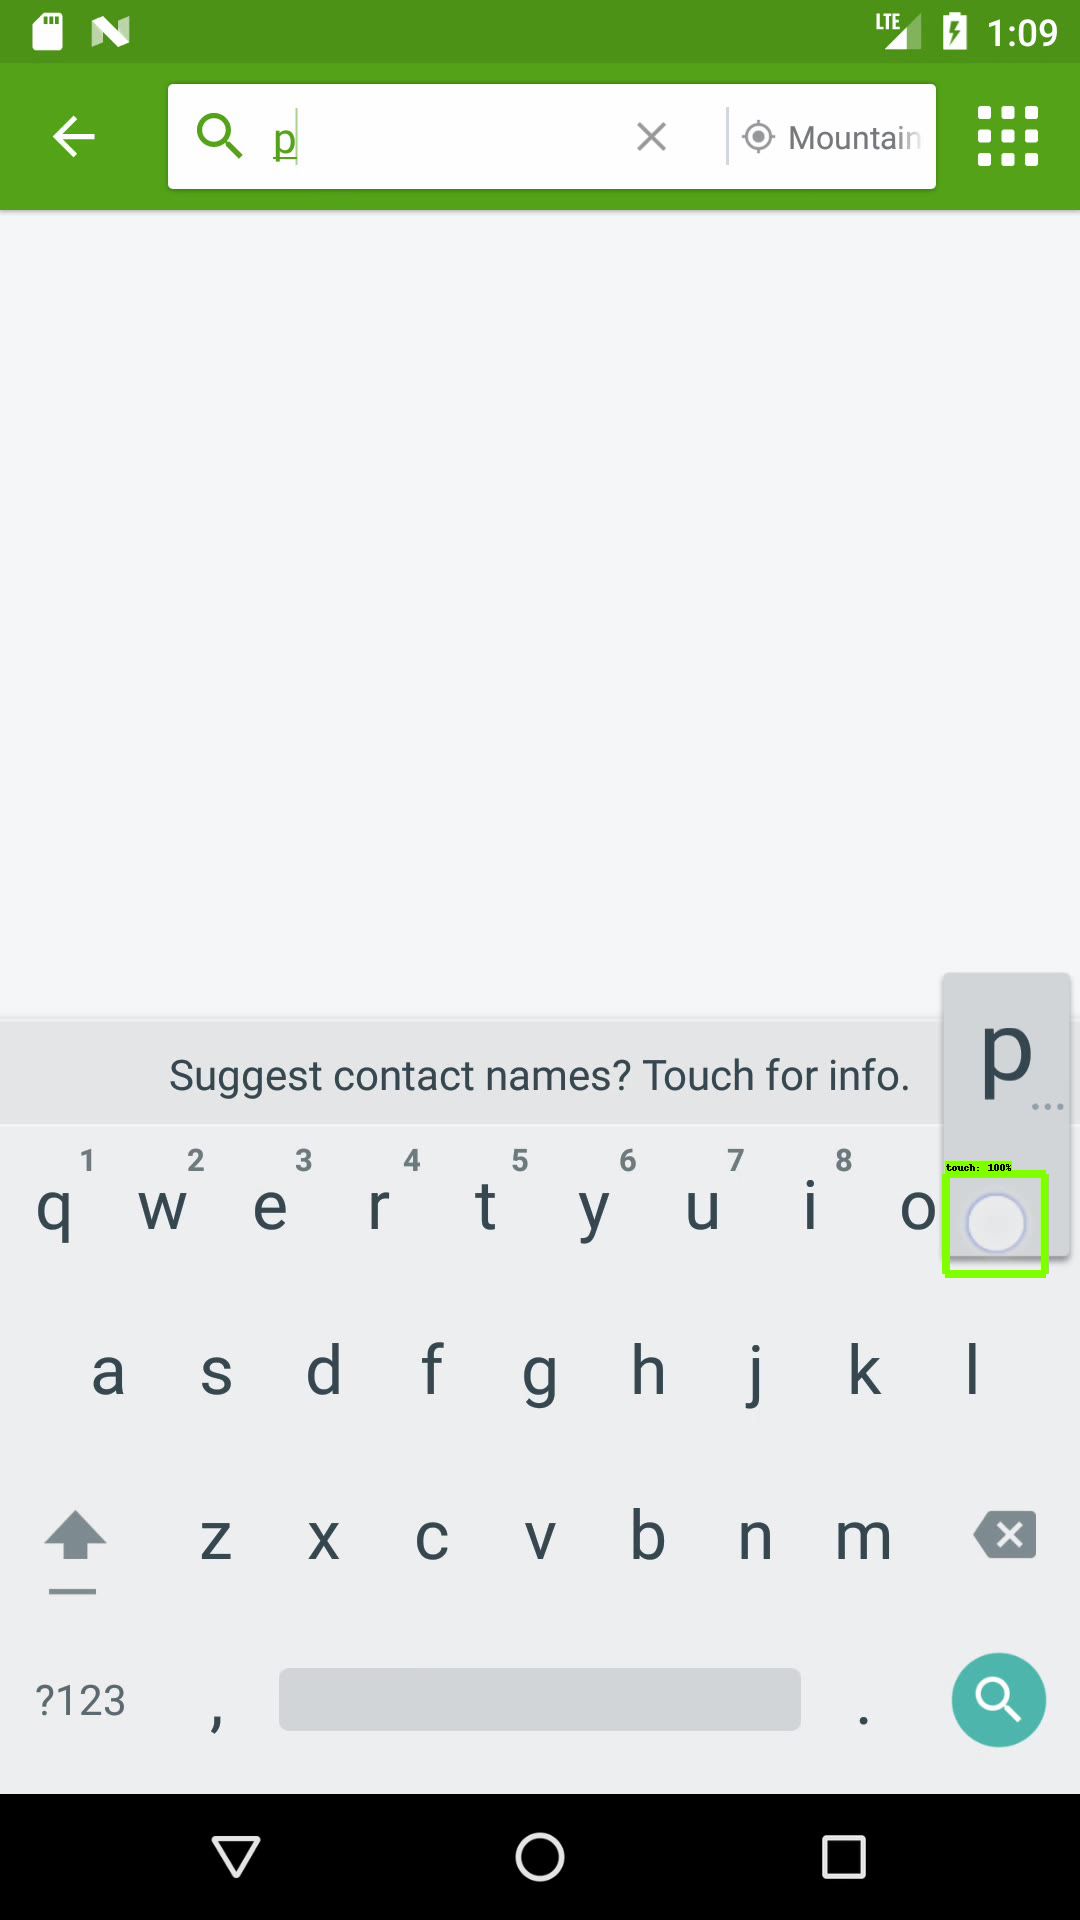 LTE 1:09
p Mountain
p
Suggest contact names? Touch for info.
touch: 100%
1 2 3 4 5 6 7 8
q w e r t y u i o
a s d f g h j k l
z x c v b n m
?123 , .